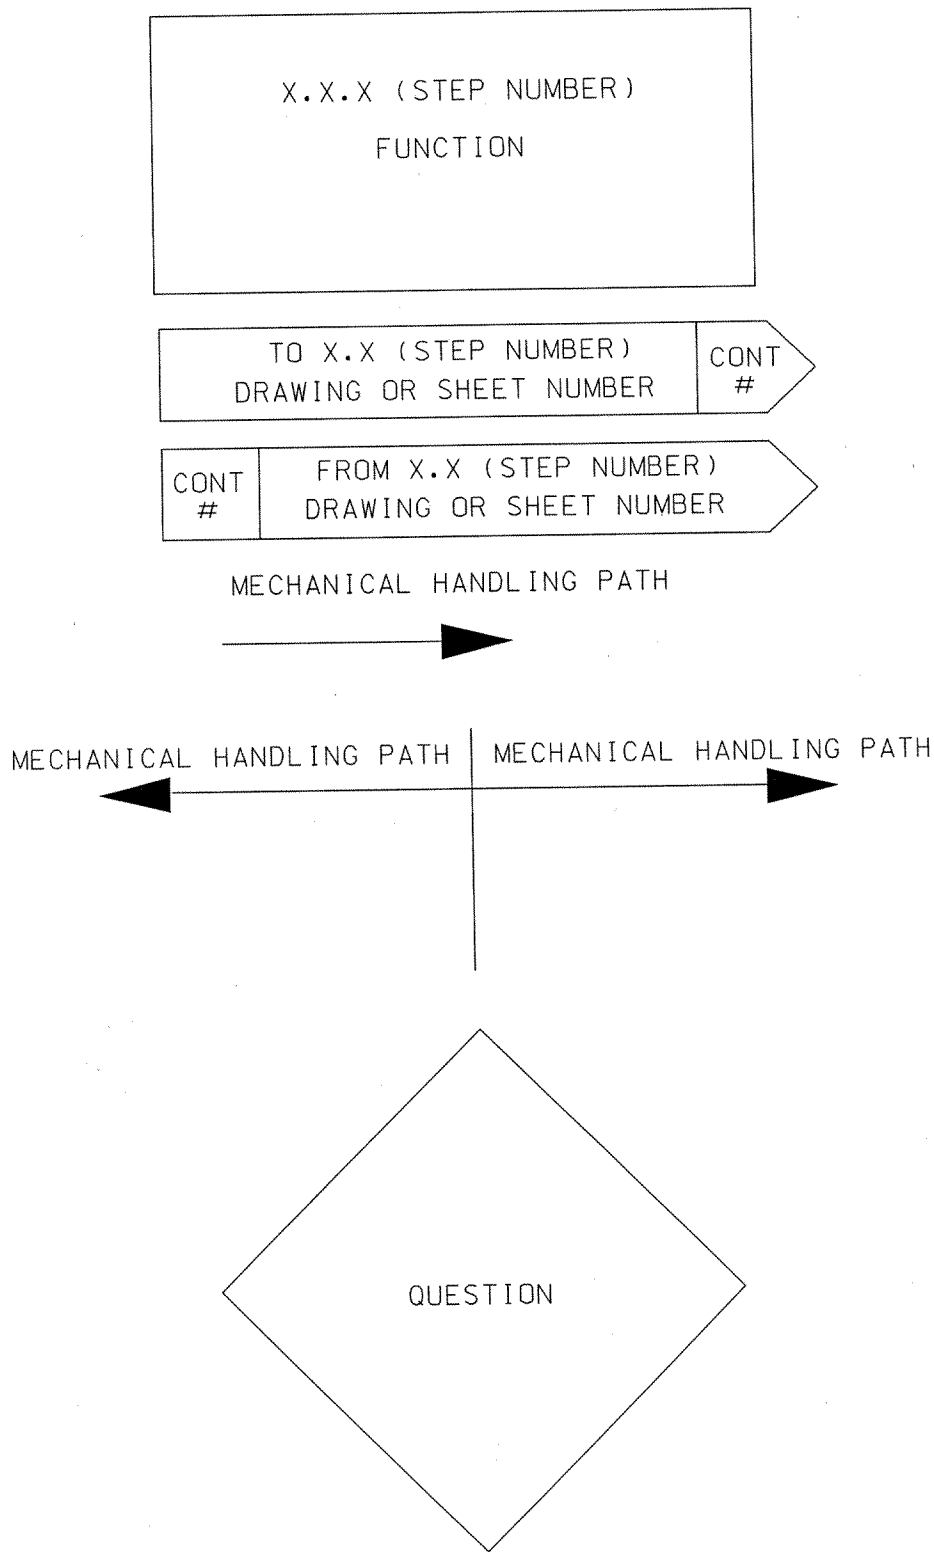 X.X.X (STEP NUMBER)
FUNCTION
TO X.X (STEP NUMBER)
DRAWING OR SHEET NUMBER
CONT
#
CONT
#
FROM X.X (STEP NUMBER)
DRAWING OR SHEET NUMBER
MECHANICAL HANDLING PATH
MECHANICAL HANDLING PATH
MECHANICAL HANDLING PATH
QUESTION